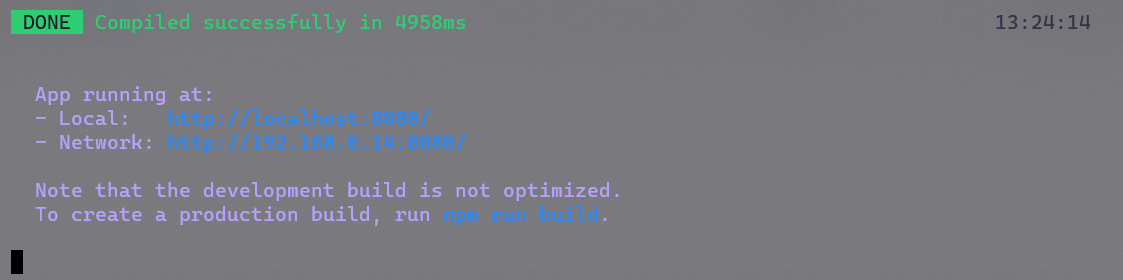 DONE Compiled successfully in 4958ms 13:24:14
App running at:
- Local: http://localhost:8080/
- Network: http://192.168.0.14:8080/
Note that the development build is not optimized.
To create a production build, run npm run build.